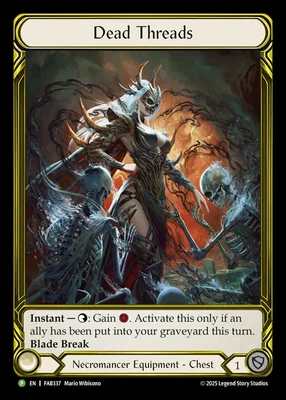 Dead Threads
Instant — : Gain . Activate this only if an
ally has been put into your graveyard this turn.
Blade Break
Necromancer Equipment - Chest 1
P EN | FAB337 Mario Wibisono © 2025 Legend Story Studios